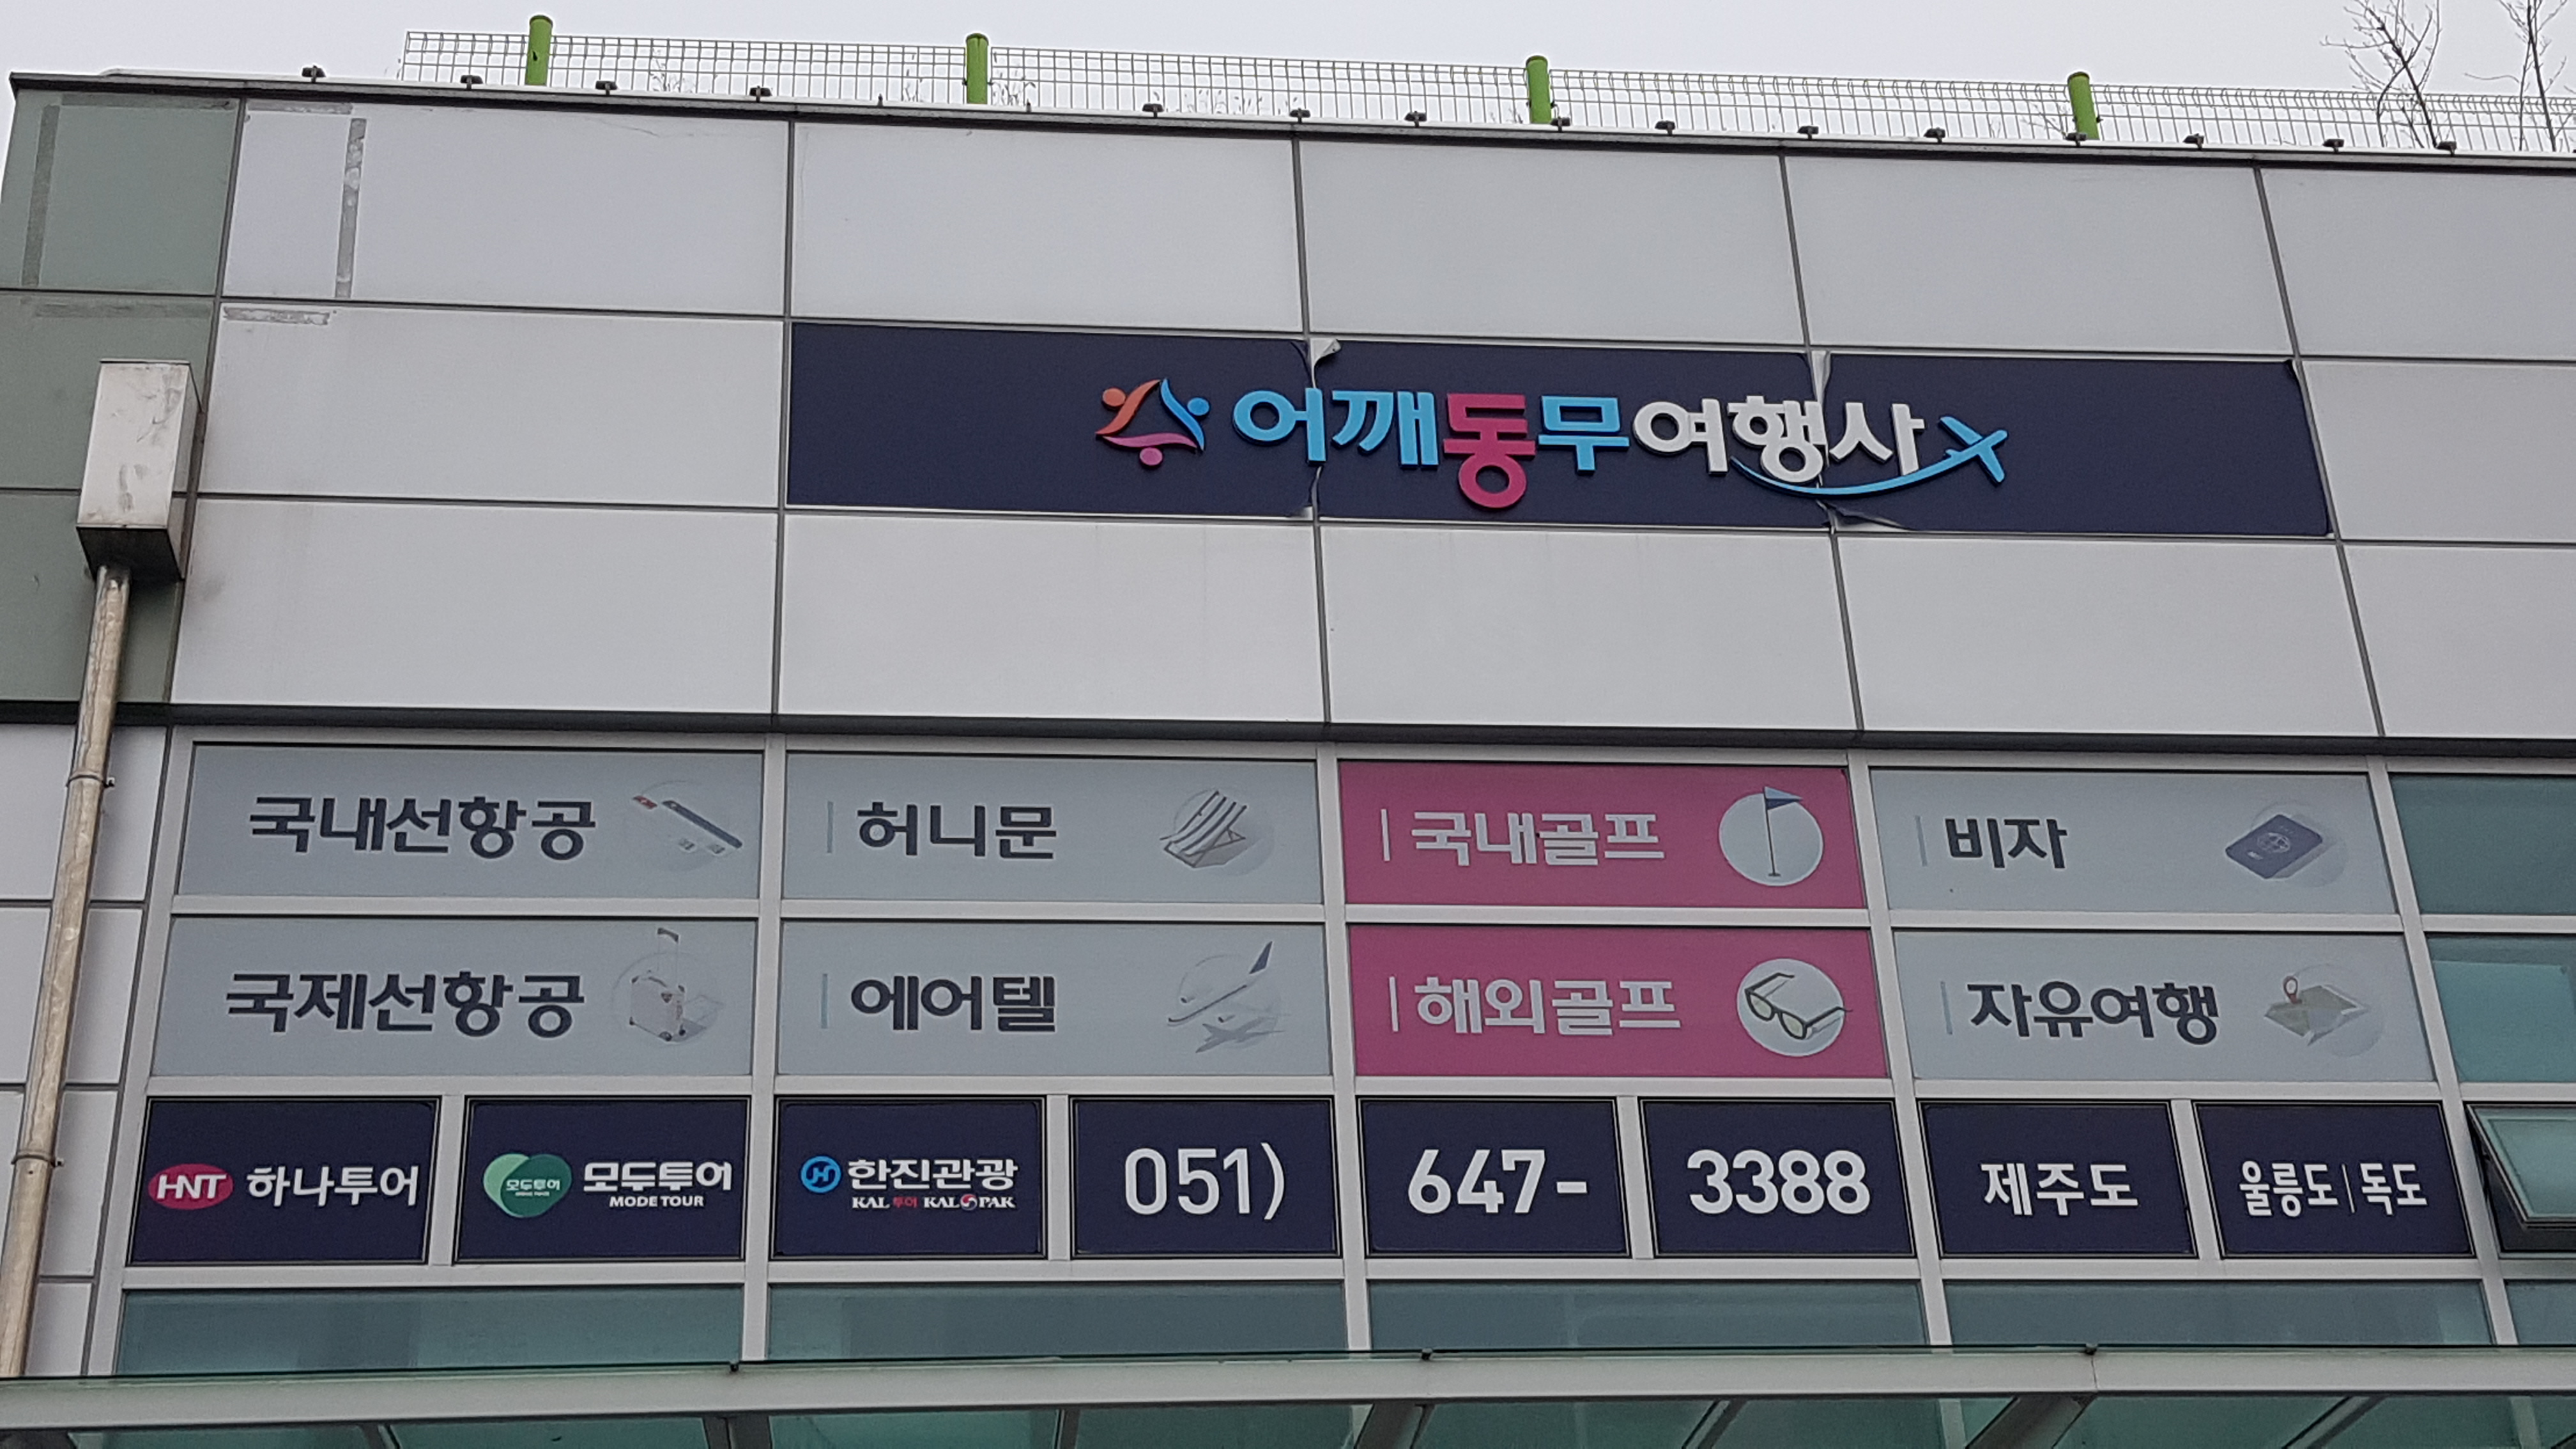 어깨동무여행사
국내선항공 | 허니문 | 국내골프 | 비자
국제선항공 | 에어텔 | 해외골프 | 자유여행
HNT 하나투어 모두투어 모두투어 한진관광 051) 647- 3388 제주도 울릉도 | 독도
MODE TOUR KAL 투어 KAL PAK